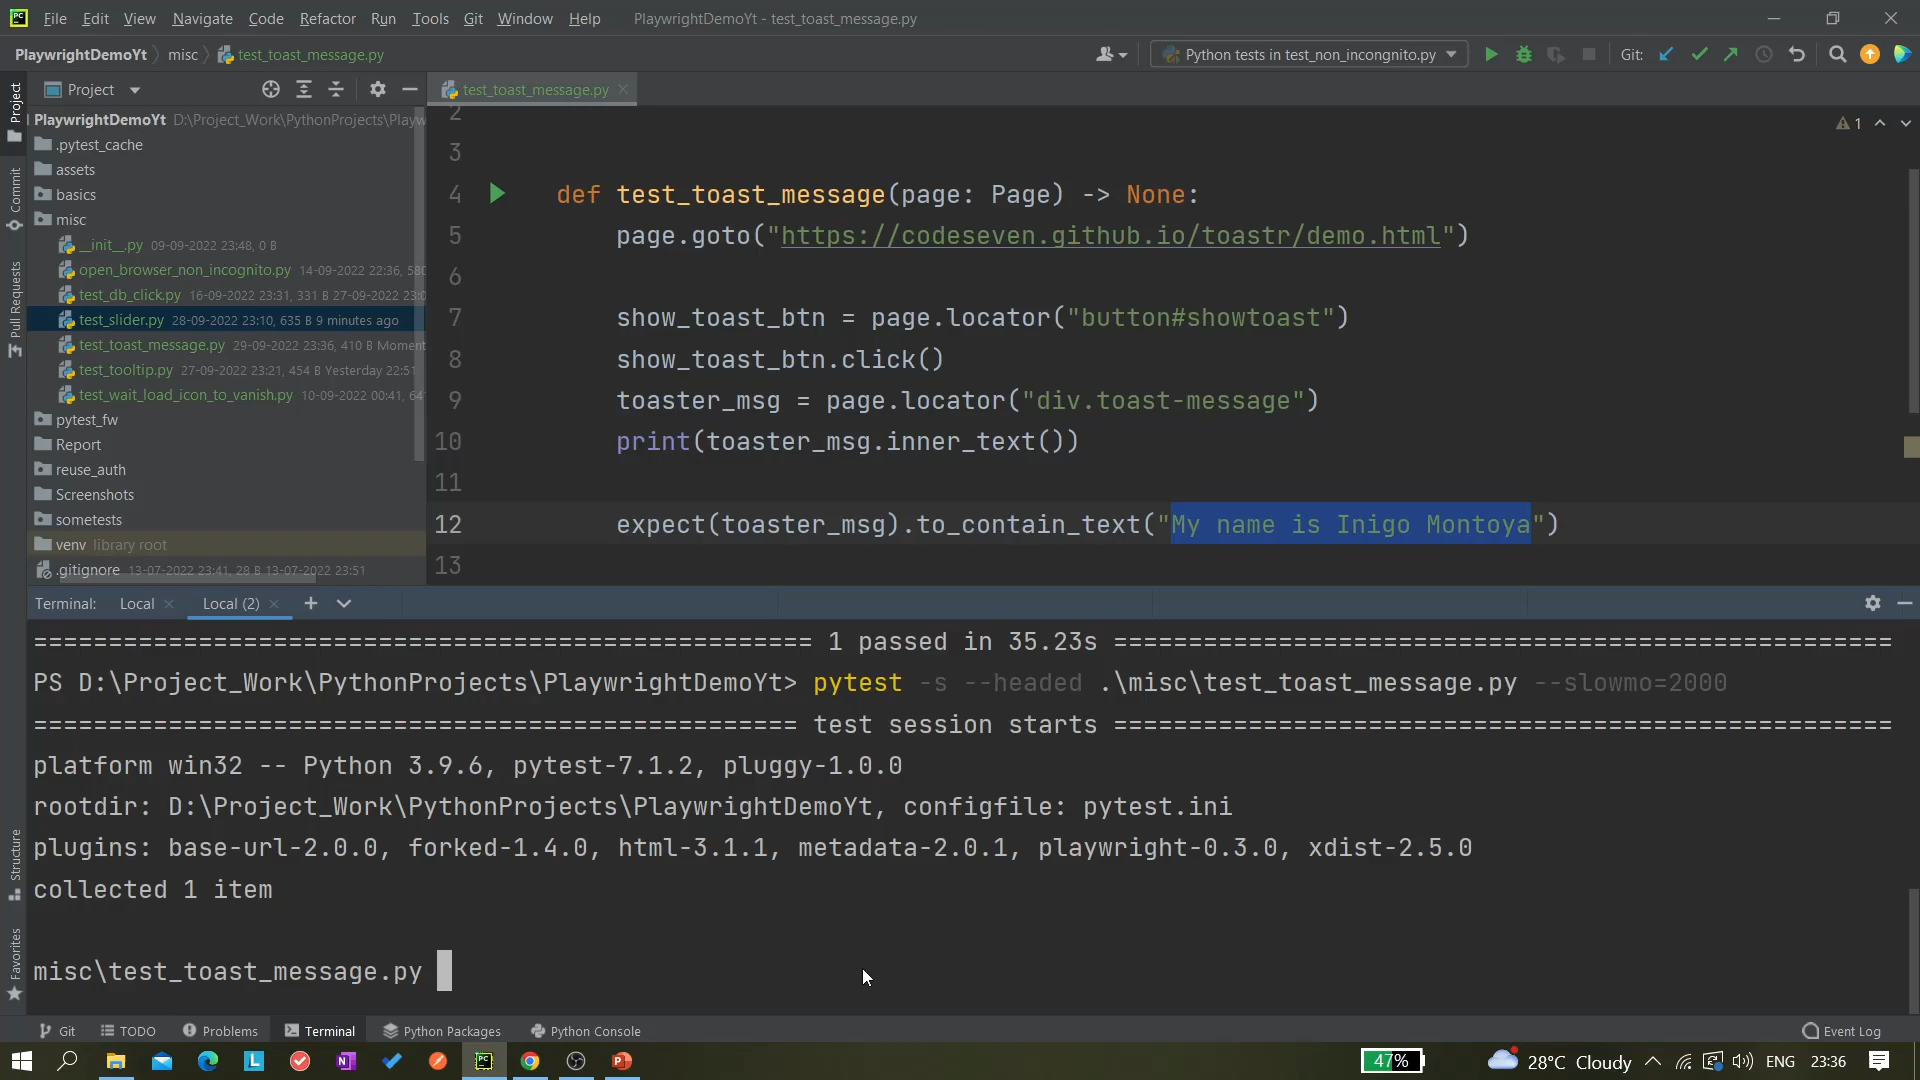 File Edit View Navigate Code Refactor Run Tools Git Window Help PlaywrightDemoYt - test_toast_message.py
PlaywrightDemoYt misc test_toast_message.py Python tests in test_non_incongnito.py Git:
Project test_toast_message.py
PlaywrightDemoYt D:\Project_Work\PythonProjects\Playw
.pytest_cache
assets
basics
misc
__init__.py 09-09-2022 23:48, 0 B
open_browser_non_incognito.py 14-09-2022 22:36, 580
test_db_click.py 16-09-2022 23:31, 331 B 27-09-2022 23:0
test_slider.py 28-09-2022 23:10, 635 B 9 minutes ago
test_toast_message.py 29-09-2022 23:36, 410 B Moment
test_tooltip.py 27-09-2022 23:21, 454 B Yesterday 22:51
test_wait_load_icon_to_vanish.py 10-09-2022 00:41, 64
pytest_fw
Report
reuse_auth
Screenshots
sometests
venv library root
.gitignore 13-07-2022 23:41, 28 B 13-07-2022 23:51
Project
Commit
Pull Requests
Structure
Favorites
1
2
3
4 def test_toast_message(page: Page) -> None:
5 page.goto("https://codeseven.github.io/toastr/demo.html")
6
7 show_toast_btn = page.locator("button#showtoast")
8 show_toast_btn.click()
9 toaster_msg = page.locator("div.toast-message")
10 print(toaster_msg.inner_text())
11
12 expect(toaster_msg).to_contain_text("My name is Inigo Montoya")
13
Terminal: Local Local (2)
==================================================== 1 passed in 35.23s ====================================================
PS D:\Project_Work\PythonProjects\PlaywrightDemoYt> pytest -s --headed .\misc\test_toast_message.py --slowmo=2000
=================================================== test session starts ====================================================
platform win32 -- Python 3.9.6, pytest-7.1.2, pluggy-1.0.0
rootdir: D:\Project_Work\PythonProjects\PlaywrightDemoYt, configfile: pytest.ini
plugins: base-url-2.0.0, forked-1.4.0, html-3.1.1, metadata-2.0.1, playwright-0.3.0, xdist-2.5.0
collected 1 item
misc\test_toast_message.py
Git TODO Problems Terminal Python Packages Python Console Event Log
47% 28°C Cloudy ENG 23:36